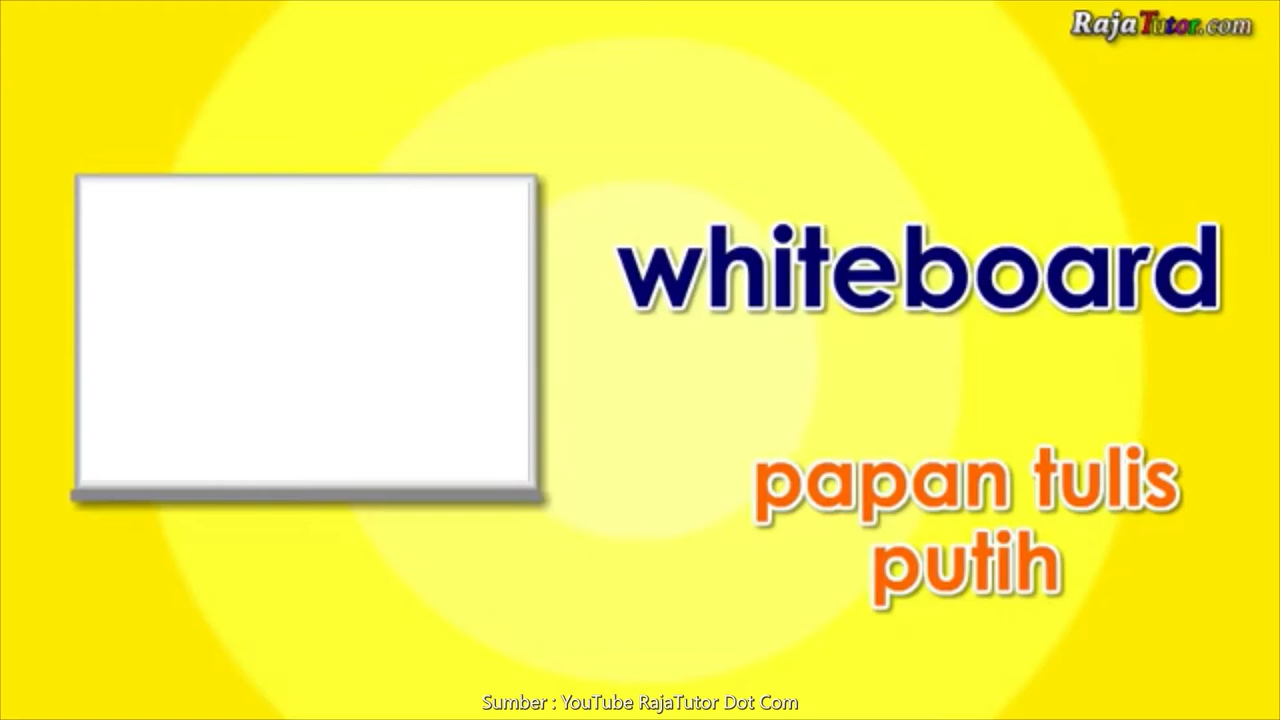 RajaTutor.com
whiteboard
papan tulis
putih
Sumber : YouTube RajaTutor Dot Com